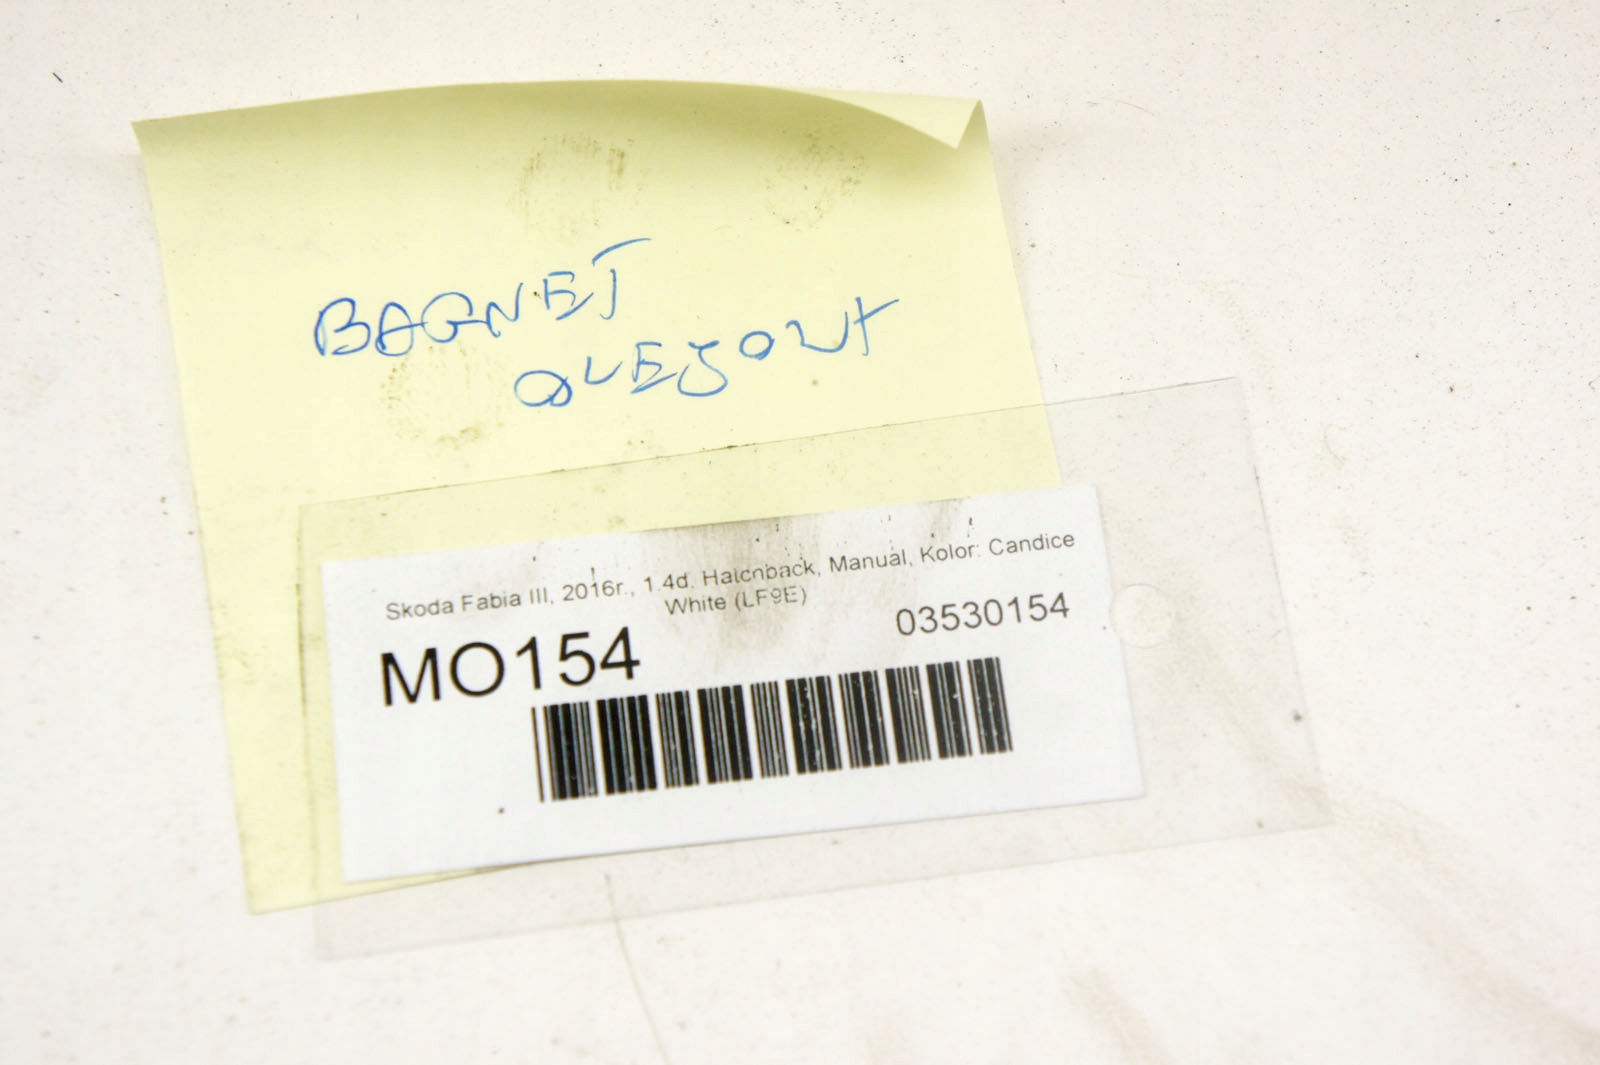 BAGNET
OLEJOWY
Skoda Fabia III, 2016r., 1.4d. Hatchback, Manual, Kolor: Candice
White (LF9E)
MO154
03530154